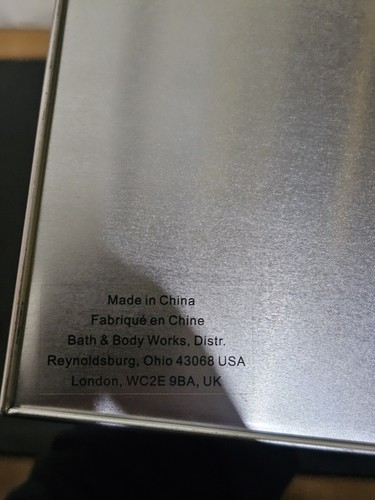 Made in China
Fabriqué en Chine
Bath & Body Works, Distr.
Reynoldsburg, Ohio 43068 USA
London, WC2E 9BA, UK